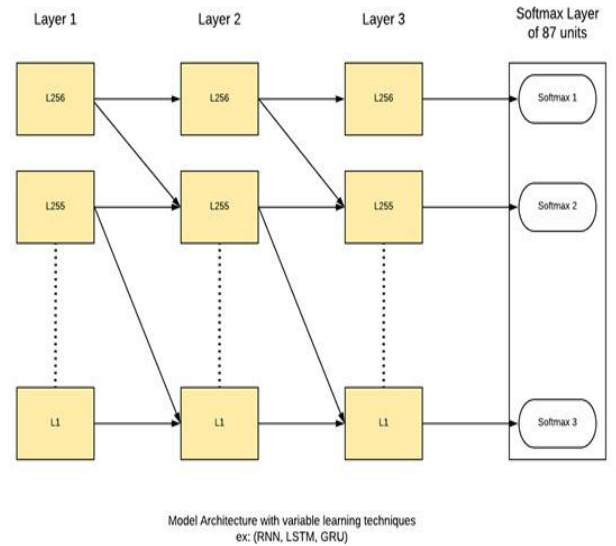 Layer 1
Layer 2
Layer 3
Softmax Layer
of 87 units
L256
L256
L256
Softmax 1
L255
L255
L255
Softmax 2
L1
L1
L1
Softmax 3
Model Architecture with variable learning techniques
ex: (RNN, LSTM, GRU)